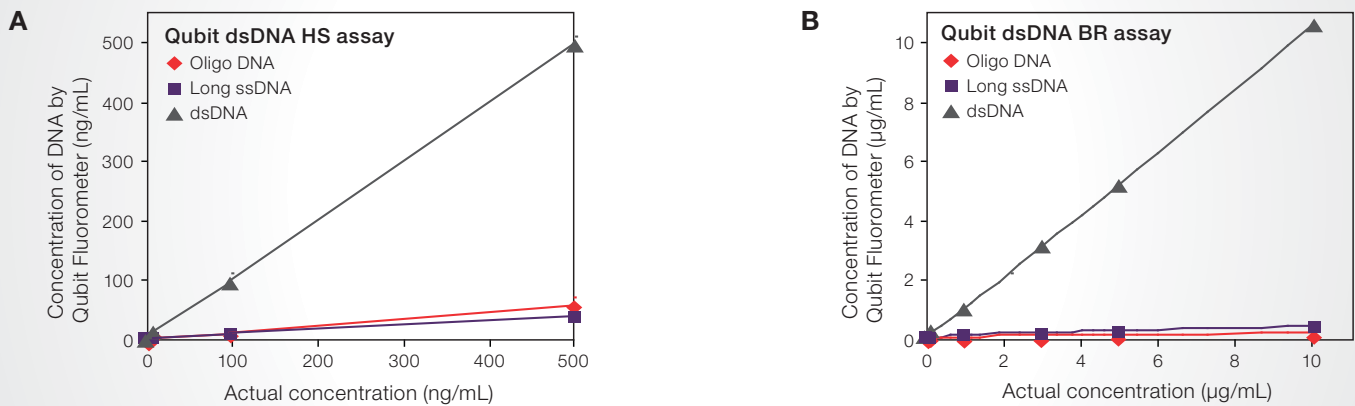 A
Qubit dsDNA HS assay
Oligo DNA
Long ssDNA
dsDNA
Concentration of DNA by
Qubit Fluorometer (ng/mL)
500
400
300
200
100
0
0
100
200
300
400
500
Actual concentration (ng/mL)
B
Qubit dsDNA BR assay
Oligo DNA
Long ssDNA
dsDNA
Concentration of DNA by
Qubit Fluorometer (µg/mL)
10
8
6
4
2
0
0
2
4
6
8
10
Actual concentration (µg/mL)